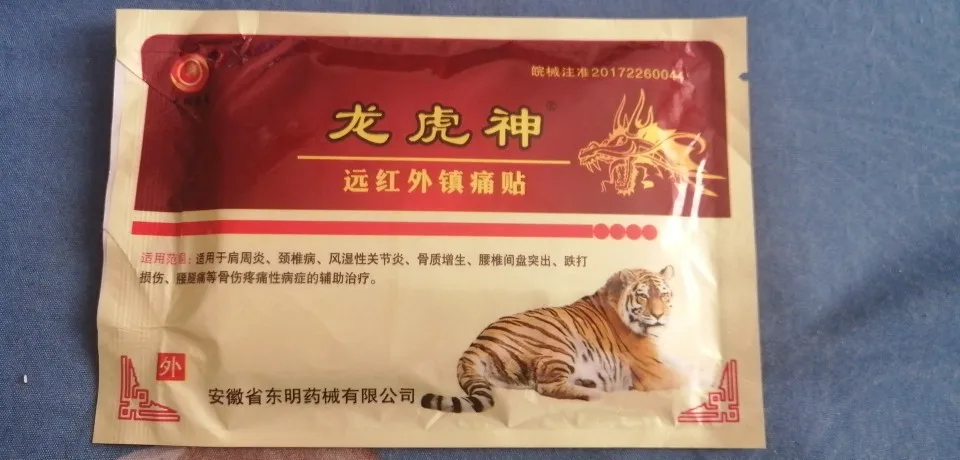 皖械注准20172260044
龙虎神®
远红外镇痛贴
适用范围：适用于肩周炎、颈椎病、风湿性关节炎、骨质增生、腰椎间盘突出、跌打
损伤、腰腿痛等骨伤疼痛性病症的辅助治疗。
外
安徽省东明药械有限公司